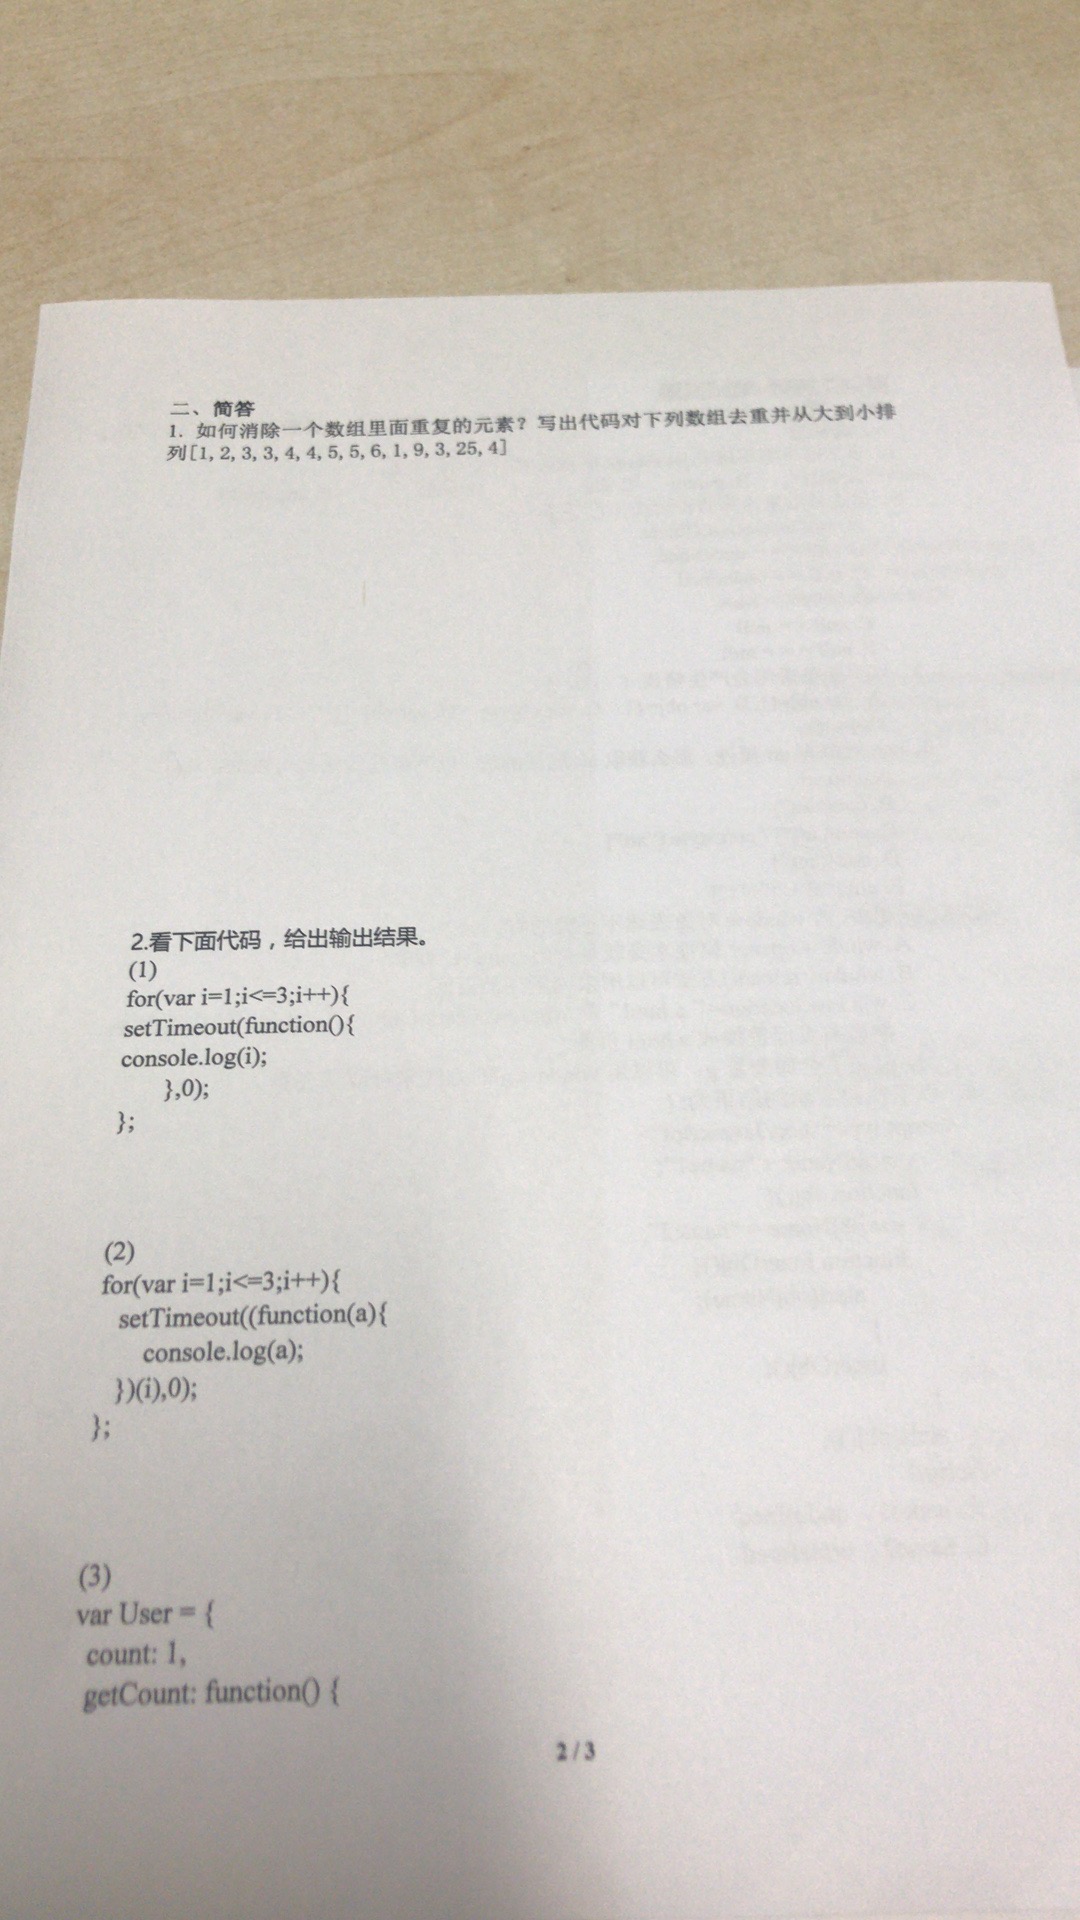 二、简答
1. 如何消除一个数组里面重复的元素？写出代码对下列数组去重并从大到小排
列[1, 2, 3, 3, 4, 4, 5, 5, 6, 1, 9, 3, 25, 4]
2.看下面代码，给出输出结果。
(1)
for(var i=1;i<=3;i++){
setTimeout(function(){
console.log(i);
},0);
};
(2)
for(var i=1;i<=3;i++){
setTimeout((function(a){
console.log(a);
})(i),0);
};
(3)
var User = {
count: 1,
getCount: function() {
2 / 3